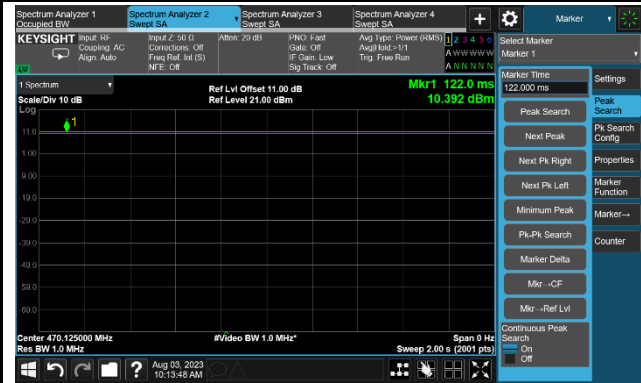 Spectrum Analyzer 1
Occupied BW
Spectrum Analyzer 2
Swept SA
Spectrum Analyzer 3
Swept SA
Spectrum Analyzer 4
Swept SA
+
Marker
KEYSIGHT
Input: RF
Coupling: AC
Align: Auto
Input Z: 50 Ω
Corrections: Off
Freq Ref: Int (S)
NFE: Off
Atten: 20 dB
PNO: Fast
Gate: Off
IF Gain: Low
Sig Track: Off
Avg Type: Power (RMS)
Avg|Hold:>1/1
Trig: Free Run
1 2 3 4 5 6
A W W W W W
A N N N N N
LV
Select Marker
Marker 1
1 Spectrum
Scale/Div 10 dB
Ref Lvl Offset 11.00 dB
Ref Level 21.00 dBm
Mkr1 122.0 ms
10.392 dBm
Log
1
11.0
1.00
-9.00
-19.0
-29.0
-39.0
-49.0
-59.0
-69.0
Center 470.125000 MHz
Res BW 1.0 MHz
#Video BW 1.0 MHz*
Span 0 Hz
Sweep 2.00 s (2001 pts)
Marker Time
122.000 ms
Peak Search
Next Peak
Next Pk Right
Next Pk Left
Minimum Peak
Pk-Pk Search
Marker Delta
Mkr→CF
Mkr→Ref Lvl
Continuous Peak
Search
On
Off
Settings
Peak
Search
Pk Search
Config
Properties
Marker
Function
Marker→
Counter
?
Aug 03, 2023
10:13:48 AM